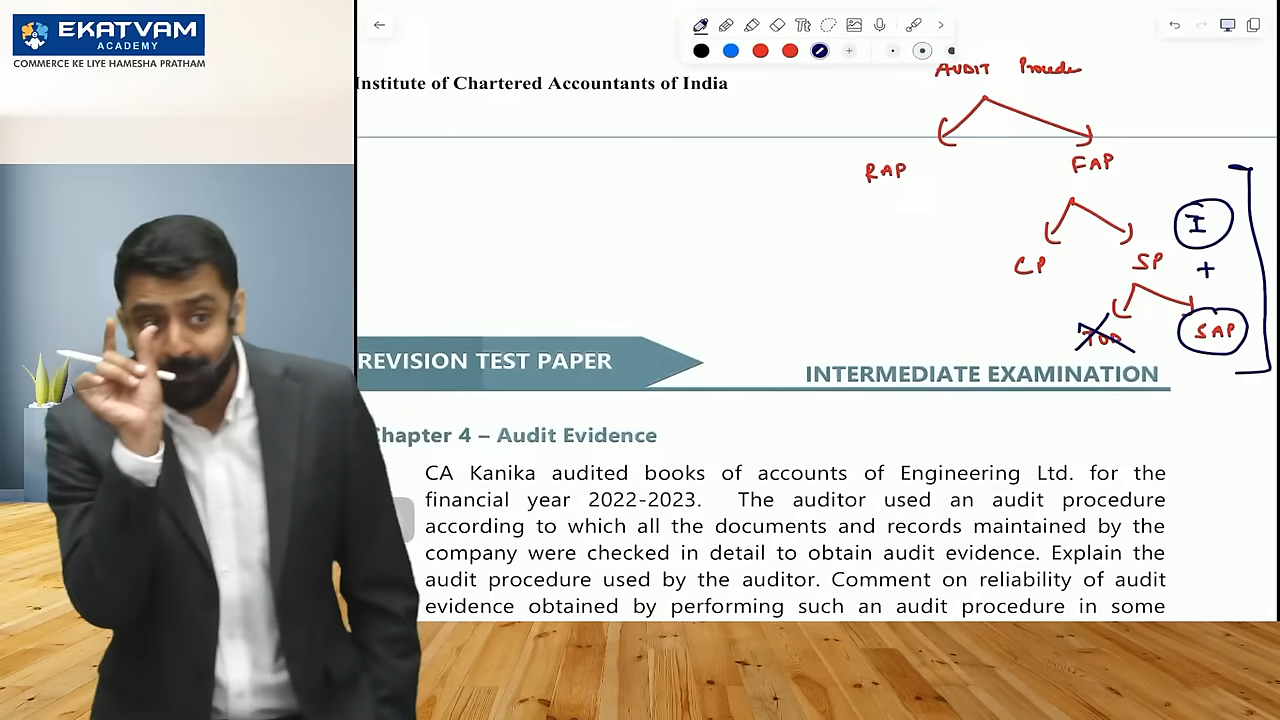 EKATVAM
ACADEMY
COMMERCE KE LIYE HAMESHA PRATHAM
Tt
Institute of Chartered Accountants of India
AUDIT Procede
RAP
FAP
I
CP
SP
+
TOD
SAP
REVISION TEST PAPER
INTERMEDIATE EXAMINATION
Chapter 4 – Audit Evidence
CA Kanika audited books of accounts of Engineering Ltd. for the
financial year 2022-2023. The auditor used an audit procedure
according to which all the documents and records maintained by the
company were checked in detail to obtain audit evidence. Explain the
audit procedure used by the auditor. Comment on reliability of audit
evidence obtained by performing such an audit procedure in some